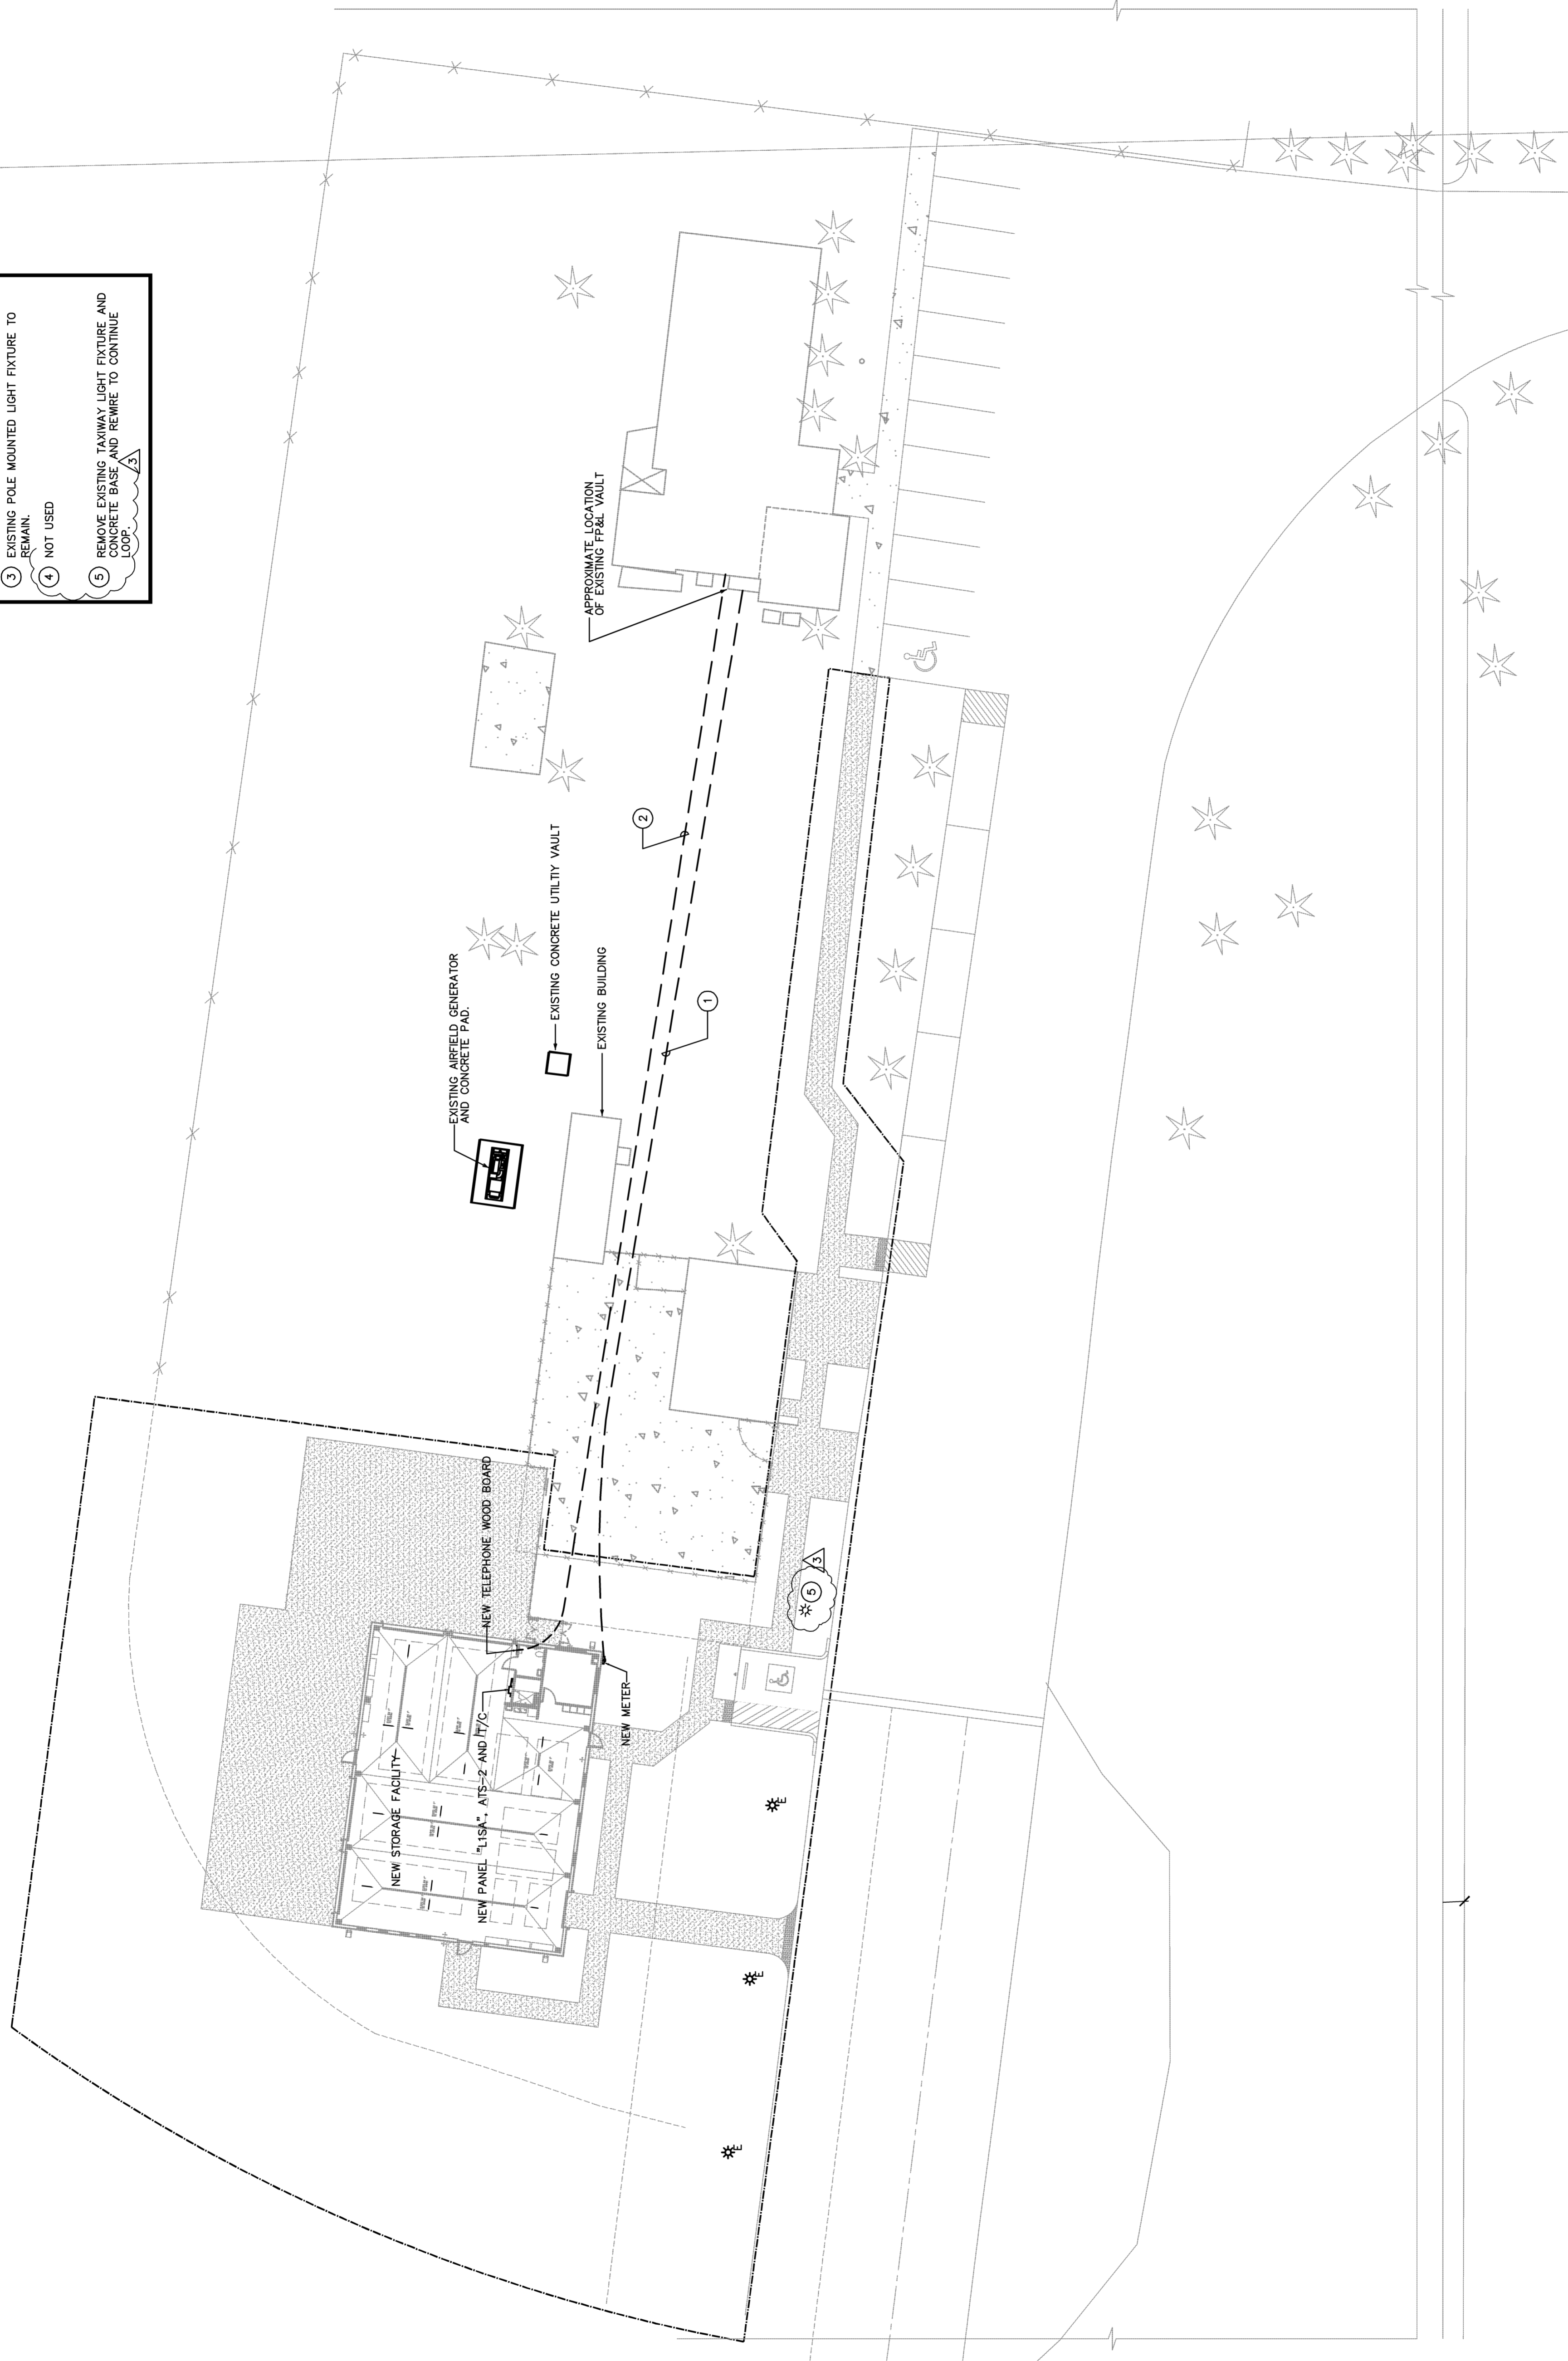 3 EXISTING POLE MOUNTED LIGHT FIXTURE TO
REMAIN.
4 NOT USED
5 REMOVE EXISTING TAXIWAY LIGHT FIXTURE AND
CONCRETE BASE AND REWIRE TO CONTINUE
LOOP.
3
APPROXIMATE LOCATION
OF EXISTING FP&L VAULT
2
1
EXISTING CONCRETE UTILTIY VAULT
EXISTING BUILDING
EXISTING AIRFIELD GENERATOR
AND CONCRETE PAD.
NEW TELEPHONE WOOD BOARD
NEW STORAGE FACILITY
NEW PANEL "L1SA", ATS-2 AND T/C
NEW METER
5
3
E
E
E